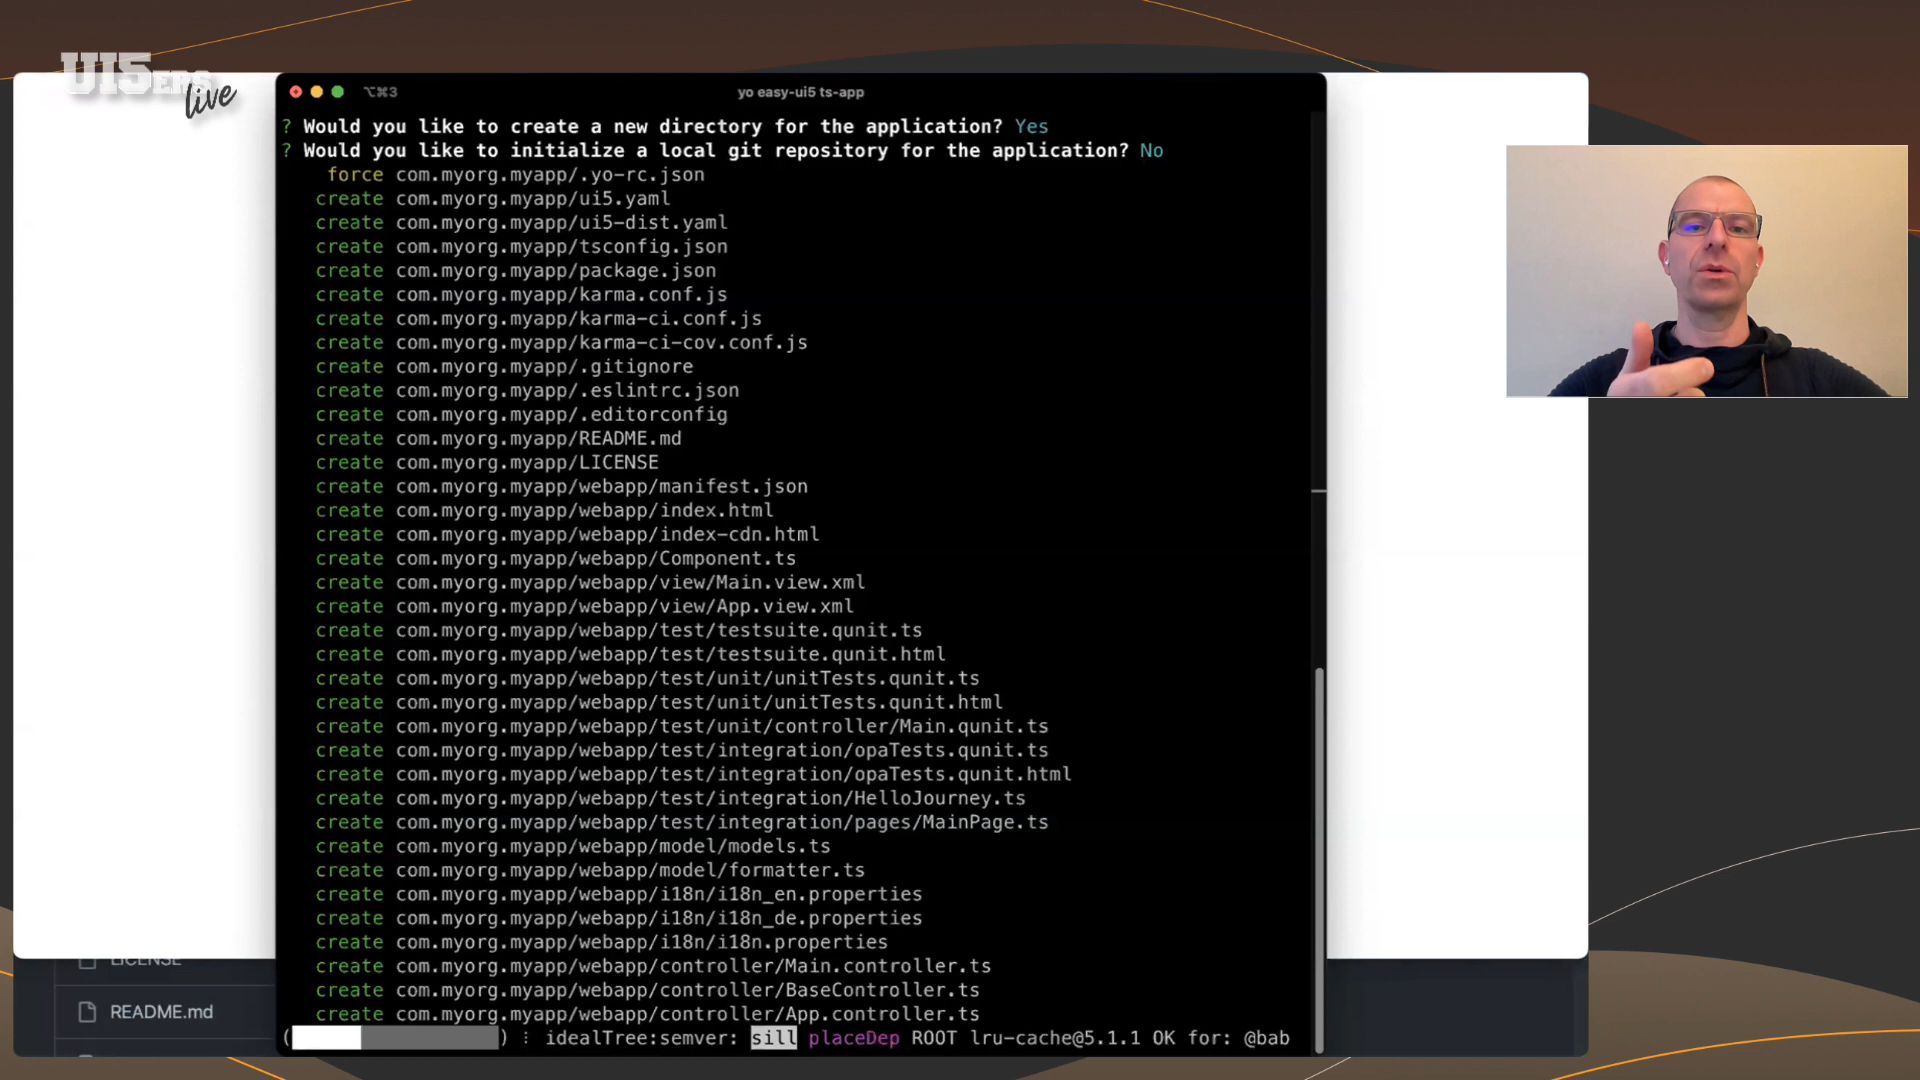 UI5ers
live
⌥⌘3
yo easy-ui5 ts-app
? Would you like to create a new directory for the application? Yes
? Would you like to initialize a local git repository for the application? No
force com.myorg.myapp/.yo-rc.json
create com.myorg.myapp/ui5.yaml
create com.myorg.myapp/ui5-dist.yaml
create com.myorg.myapp/tsconfig.json
create com.myorg.myapp/package.json
create com.myorg.myapp/karma.conf.js
create com.myorg.myapp/karma-ci.conf.js
create com.myorg.myapp/karma-ci-cov.conf.js
create com.myorg.myapp/.gitignore
create com.myorg.myapp/.eslintrc.json
create com.myorg.myapp/.editorconfig
create com.myorg.myapp/README.md
create com.myorg.myapp/LICENSE
create com.myorg.myapp/webapp/manifest.json
create com.myorg.myapp/webapp/index.html
create com.myorg.myapp/webapp/index-cdn.html
create com.myorg.myapp/webapp/Component.ts
create com.myorg.myapp/webapp/view/Main.view.xml
create com.myorg.myapp/webapp/view/App.view.xml
create com.myorg.myapp/webapp/test/testsuite.qunit.ts
create com.myorg.myapp/webapp/test/testsuite.qunit.html
create com.myorg.myapp/webapp/test/unit/unitTests.qunit.ts
create com.myorg.myapp/webapp/test/unit/unitTests.qunit.html
create com.myorg.myapp/webapp/test/unit/controller/Main.qunit.ts
create com.myorg.myapp/webapp/test/integration/opaTests.qunit.ts
create com.myorg.myapp/webapp/test/integration/opaTests.qunit.html
create com.myorg.myapp/webapp/test/integration/HelloJourney.ts
create com.myorg.myapp/webapp/test/integration/pages/MainPage.ts
create com.myorg.myapp/webapp/model/models.ts
create com.myorg.myapp/webapp/model/formatter.ts
create com.myorg.myapp/webapp/i18n/i18n_en.properties
create com.myorg.myapp/webapp/i18n/i18n_de.properties
create com.myorg.myapp/webapp/i18n/i18n.properties
create com.myorg.myapp/webapp/controller/Main.controller.ts
create com.myorg.myapp/webapp/controller/BaseController.ts
create com.myorg.myapp/webapp/controller/App.controller.ts
( ) ⸽ idealTree:semver: sill placeDep ROOT lru-cache@5.1.1 OK for: @bab
LICENSE
README.md